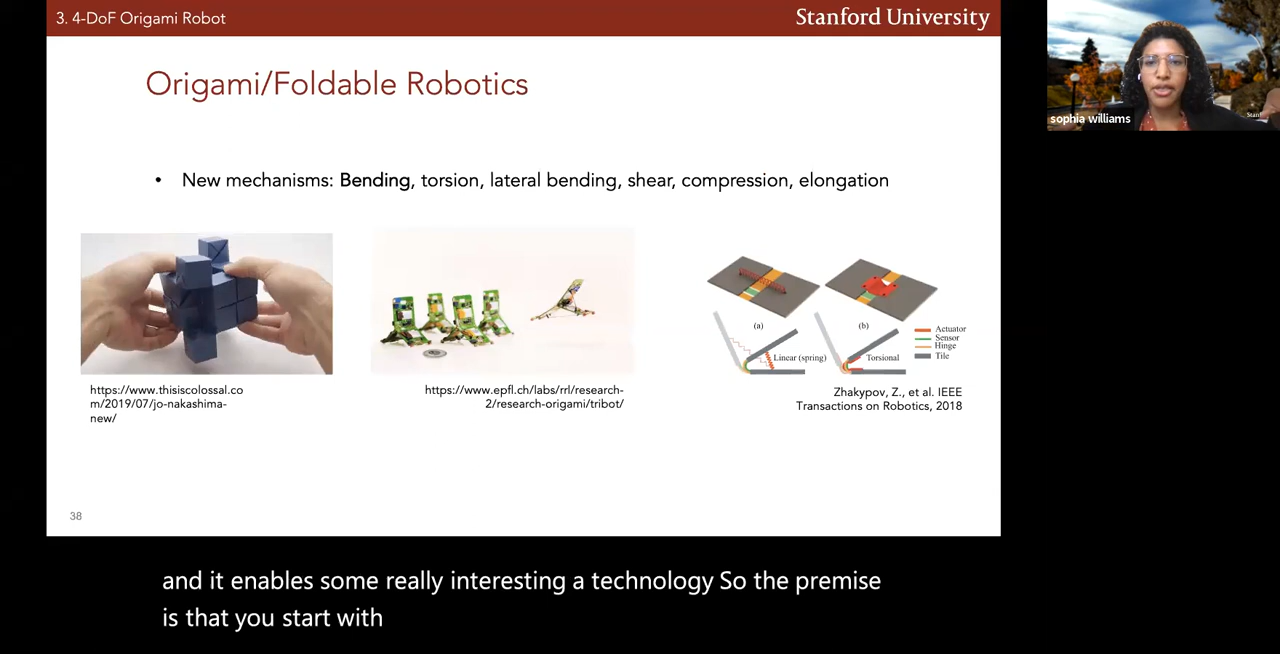 3. 4-DoF Origami Robot
Stanford University
sophia williams
Origami/Foldable Robotics
• New mechanisms: Bending, torsion, lateral bending, shear, compression, elongation
(a)
(b)
Linear (spring)
Torsional
Actuator
Sensor
Hinge
Tile
https://www.thisiscolossal.co
m/2019/07/jo-nakashima-
new/
https://www.epfl.ch/labs/rrl/research-
2/research-origami/tribot/
Zhakypov, Z., et al. IEEE
Transactions on Robotics, 2018
38
and it enables some really interesting a technology So the premise
is that you start with